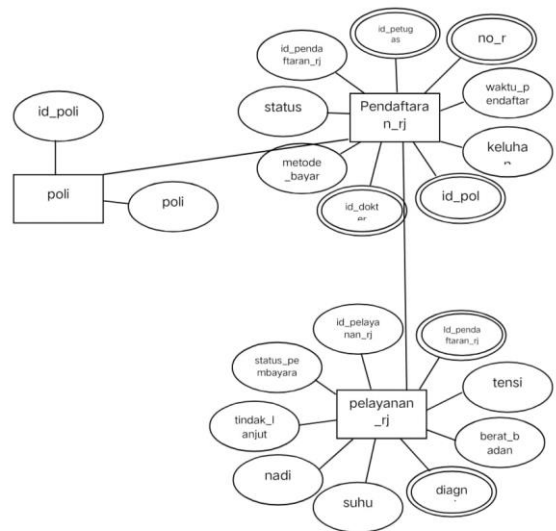 id_petug
as
no_r
id_penda
ftaran_rj
waktu_p
endaftar
status
Pendaftara
n_rj
id_poli
keluha
metode
_bayar
poli
poli
id_dokt
id_pol
id_pelaya
nan_rj
Id_penda
ftaran_rj
status_pe
mbayara
tensi
pelayanan
_rj
tindak_l
anjut
berat_b
adan
nadi
suhu
diagn